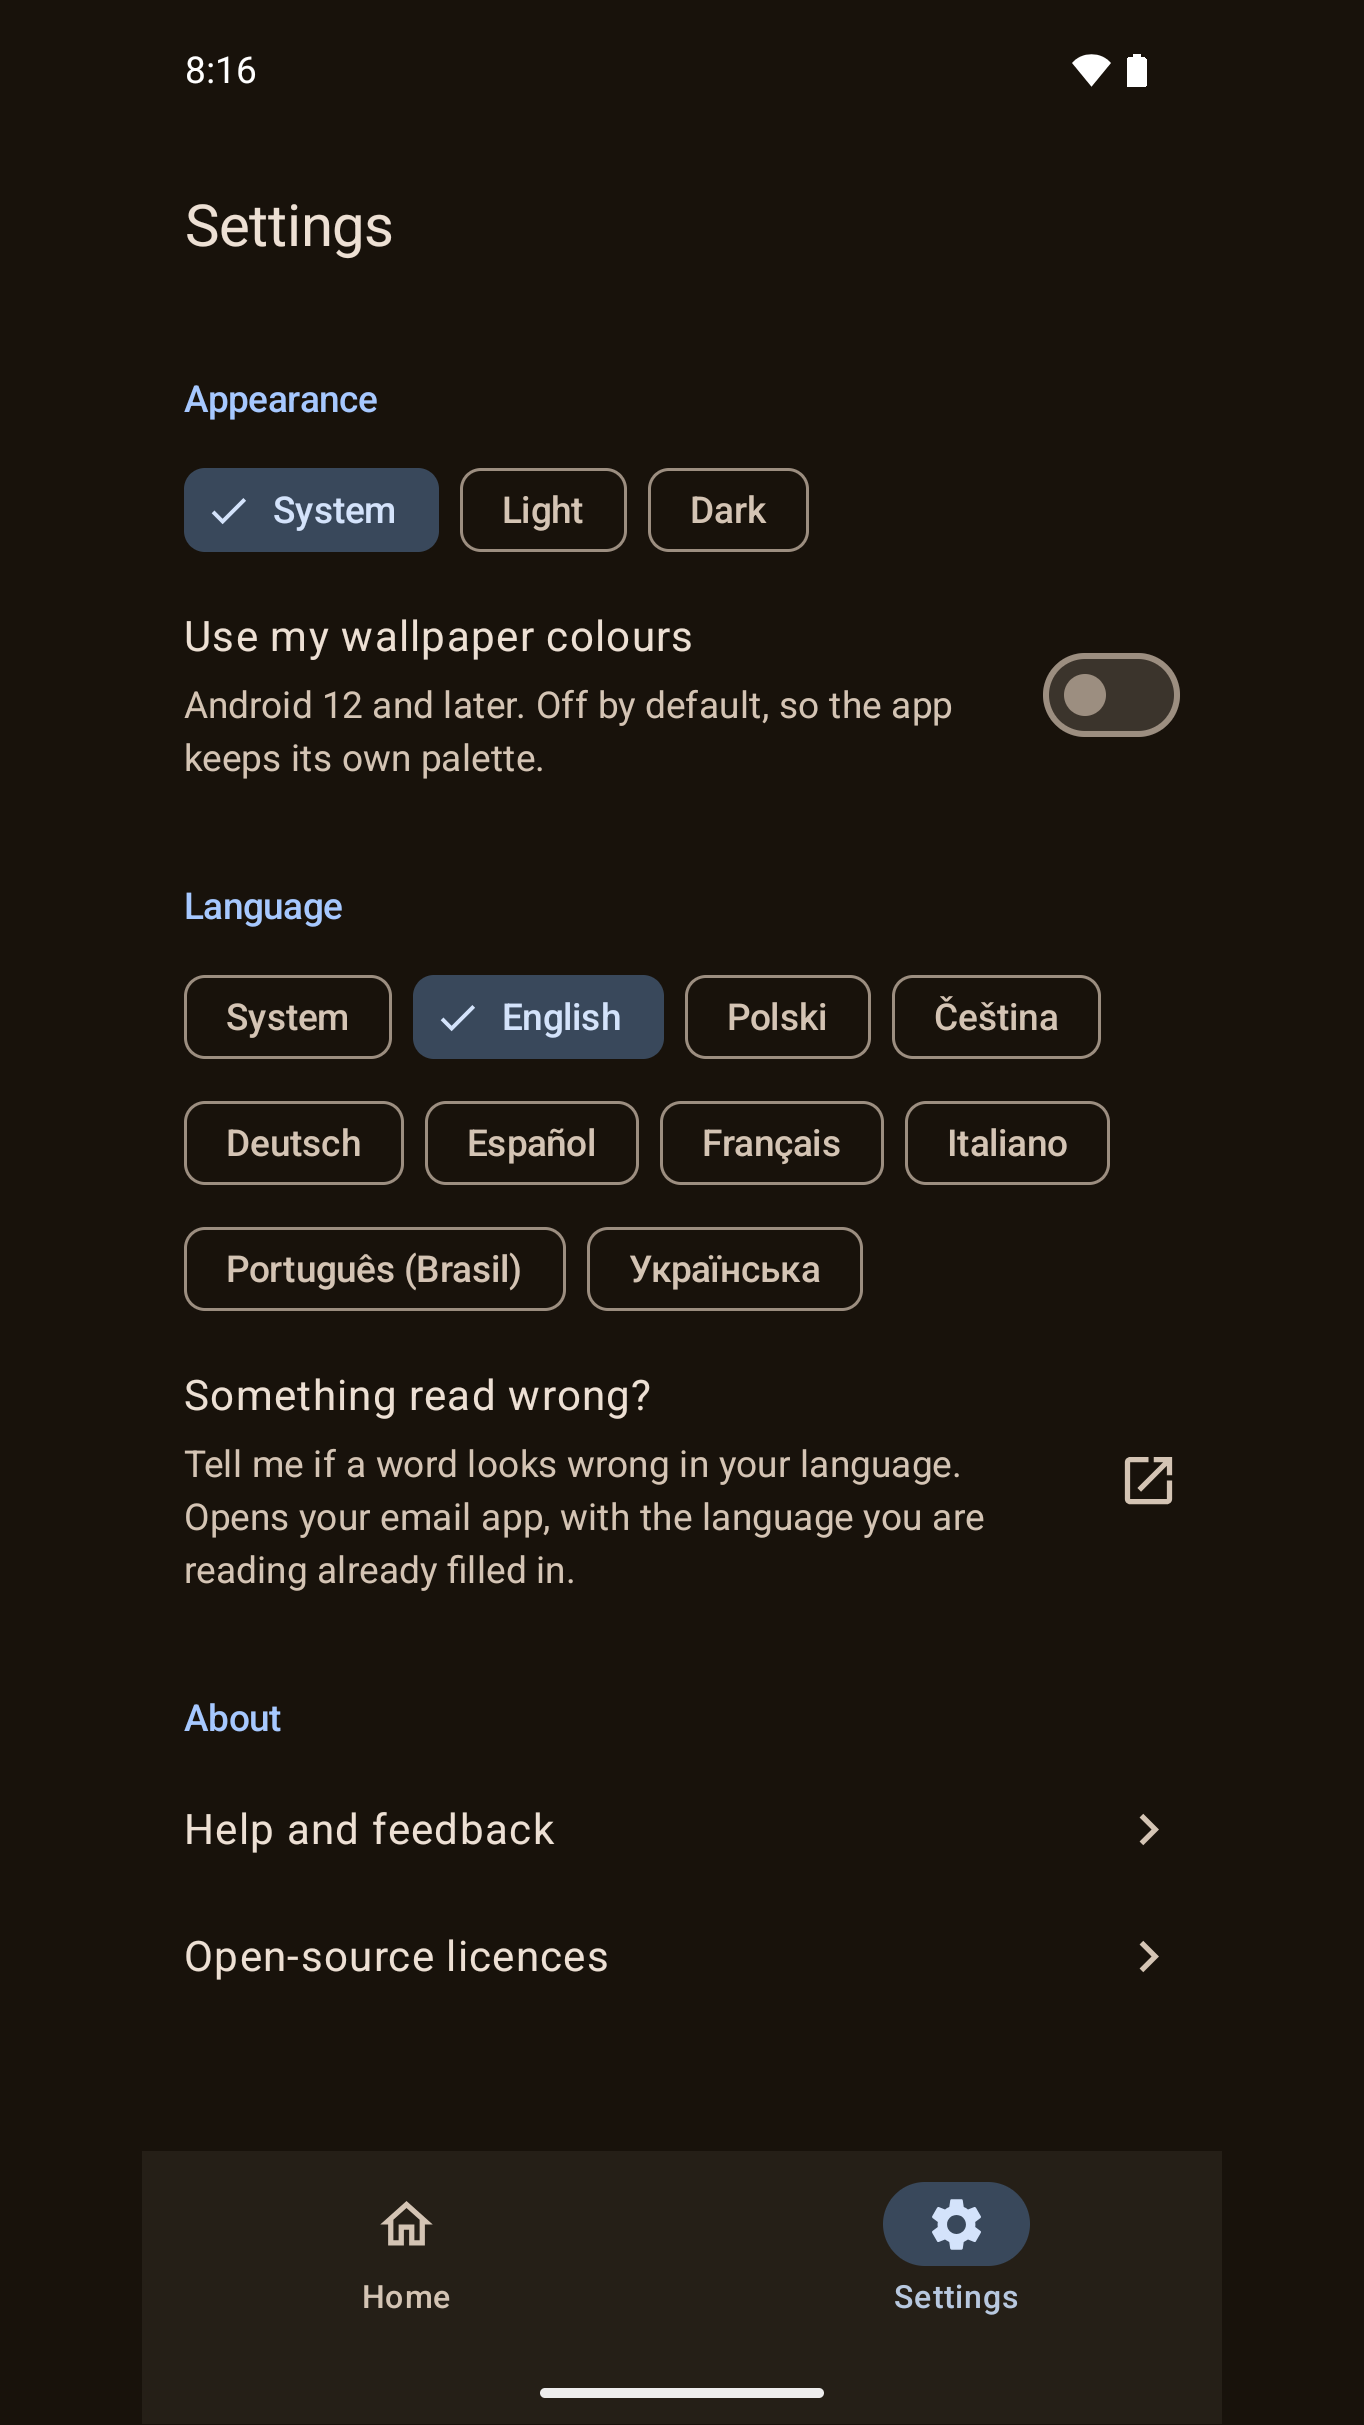 8:16
Settings
Appearance
System
Light
Dark
Use my wallpaper colours
Android 12 and later. Off by default, so the app
keeps its own palette.
Language
System
English
Polski
Čeština
Deutsch
Español
Français
Italiano
Português (Brasil)
Українська
Something read wrong?
Tell me if a word looks wrong in your language.
Opens your email app, with the language you are
reading already filled in.
About
Help and feedback
Open-source licences
Home
Settings